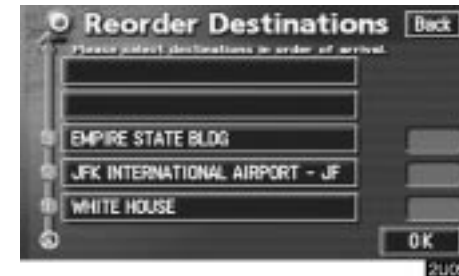 Reorder Destinations
Back
Please select destinations in order of arrival.
EMPIRE STATE BLDG
JFK INTERNATIONAL AIRPORT - JF
WHITE HOUSE
OK
2U0